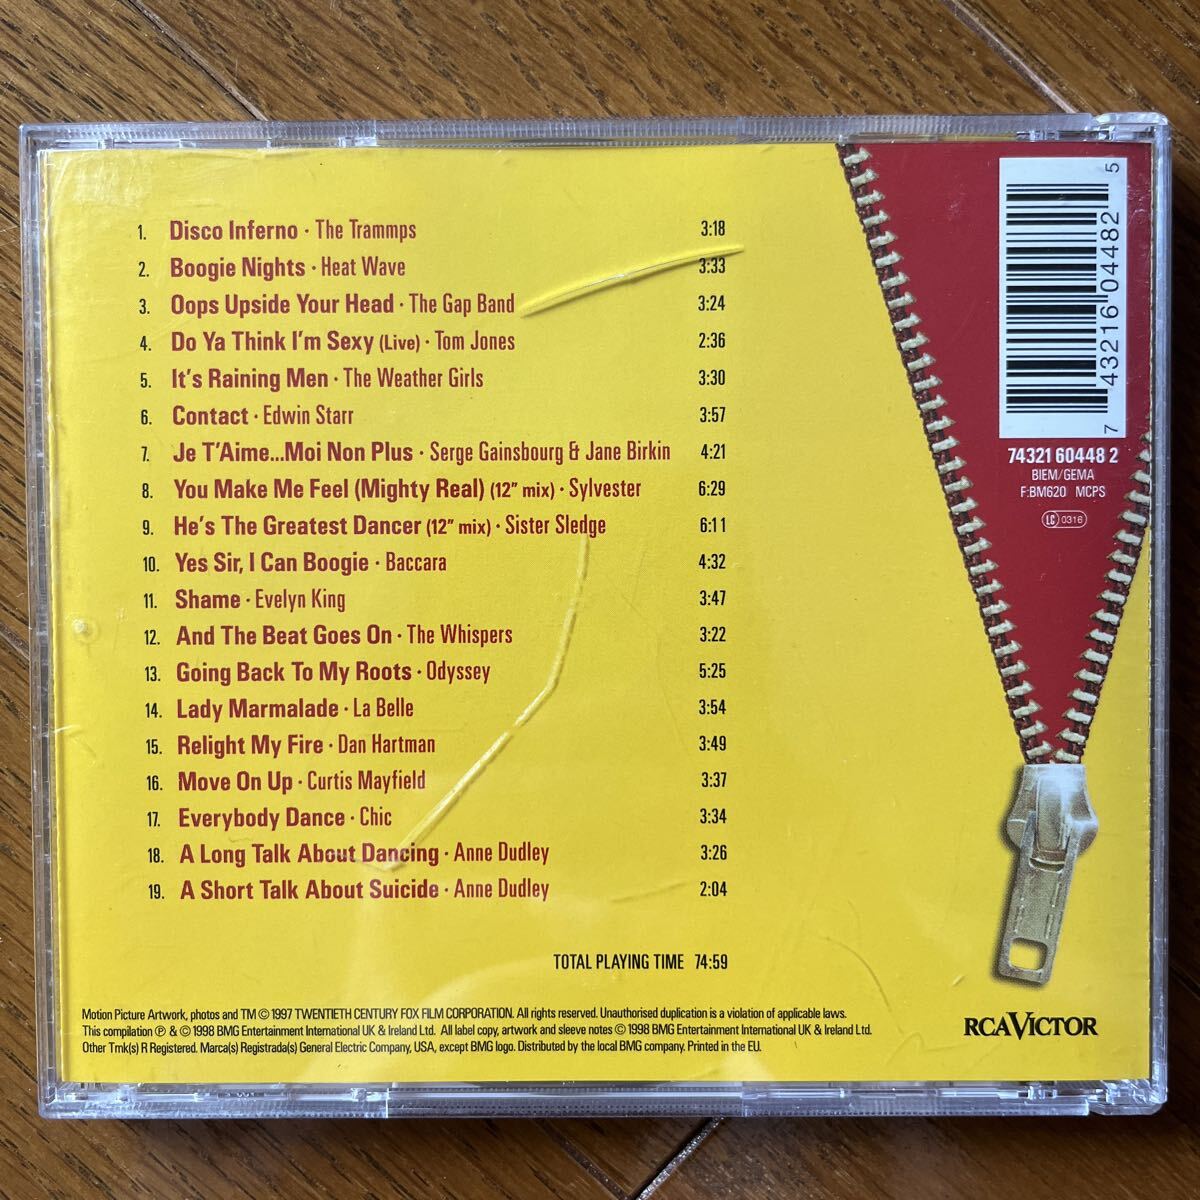 1. Disco Inferno · The Trammps 3:18
2. Boogie Nights · Heat Wave 3:33
3. Oops Upside Your Head · The Gap Band 3:24
4. Do Ya Think I'm Sexy (Live) · Tom Jones 2:36
5. It's Raining Men · The Weather Girls 3:30
6. Contact · Edwin Starr 3:57
7. Je T'Aime...Moi Non Plus · Serge Gainsbourg & Jane Birkin 4:21
8. You Make Me Feel (Mighty Real) (12" mix) · Sylvester 6:29
9. He's The Greatest Dancer (12" mix) · Sister Sledge 6:11
10. Yes Sir, I Can Boogie · Baccara 4:32
11. Shame · Evelyn King 3:47
12. And The Beat Goes On · The Whispers 3:22
13. Going Back To My Roots · Odyssey 5:25
14. Lady Marmalade · La Belle 3:54
15. Relight My Fire · Dan Hartman 3:49
16. Move On Up · Curtis Mayfield 3:37
17. Everybody Dance · Chic 3:34
18. A Long Talk About Dancing · Anne Dudley 3:26
19. A Short Talk About Suicide · Anne Dudley 2:04
TOTAL PLAYING TIME 74:59
7 43216 04482 5
74321 60448 2
BIEM/GEMA
F:BM620 MCPS
LC 0316
Motion Picture Artwork, photos and TM © 1997 TWENTIETH CENTURY FOX FILM CORPORATION. All rights reserved. Unauthorised duplication is a violation of applicable laws.
This compilation ℗ & © 1998 BMG Entertainment International UK & Ireland Ltd. All label copy, artwork and sleeve notes © 1998 BMG Entertainment International UK & Ireland Ltd.
Other Tmk(s) R Registered. Marca(s) Registrada(s) General Electric Company, USA, except BMG logo. Distributed by the local BMG company. Printed in the EU.
RCA VICTOR